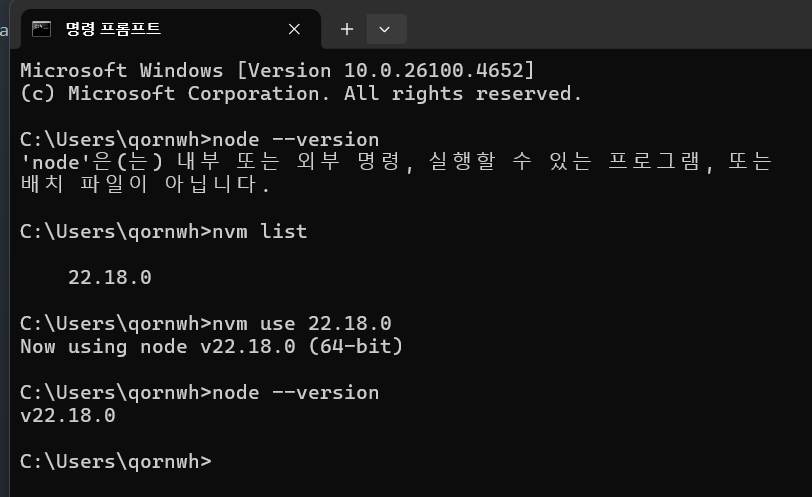 a
명령 프롬프트
Microsoft Windows [Version 10.0.26100.4652]
(c) Microsoft Corporation. All rights reserved.
C:\Users\qornwh>node --version
'node'은(는) 내부 또는 외부 명령, 실행할 수 있는 프로그램, 또는
배치 파일이 아닙니다.
C:\Users\qornwh>nvm list
22.18.0
C:\Users\qornwh>nvm use 22.18.0
Now using node v22.18.0 (64-bit)
C:\Users\qornwh>node --version
v22.18.0
C:\Users\qornwh>